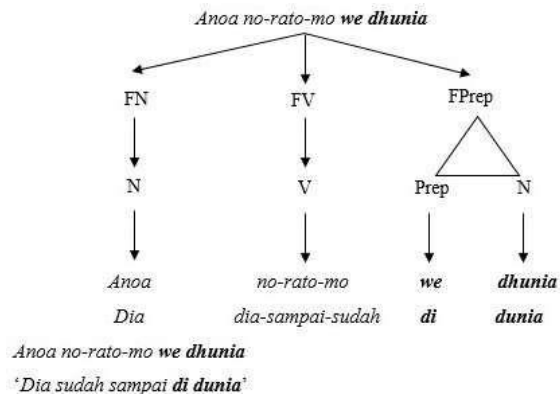 Anoa no-rato-mo we dhunia
FN FV FPrep
N V Prep N
Anoa no-rato-mo we dhunia
Dia dia-sampai-sudah di dunia
Anoa no-rato-mo we dhunia
‘Dia sudah sampai di dunia’